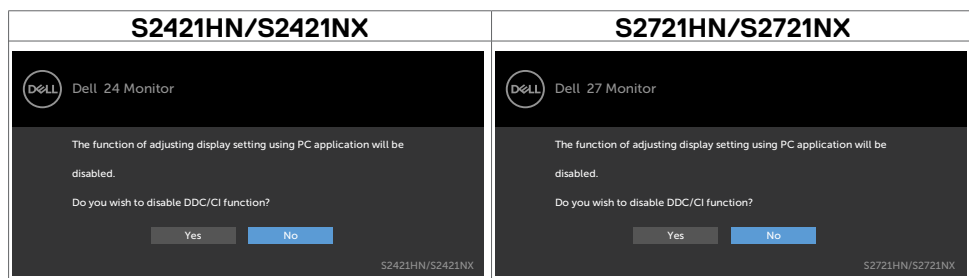 S2421HN/S2421NX
S2721HN/S2721NX
DELL Dell 24 Monitor
The function of adjusting display setting using PC application will be
disabled.
Do you wish to disable DDC/CI function?
Yes No
S2421HN/S2421NX
DELL Dell 27 Monitor
The function of adjusting display setting using PC application will be
disabled.
Do you wish to disable DDC/CI function?
Yes No
S2721HN/S2721NX